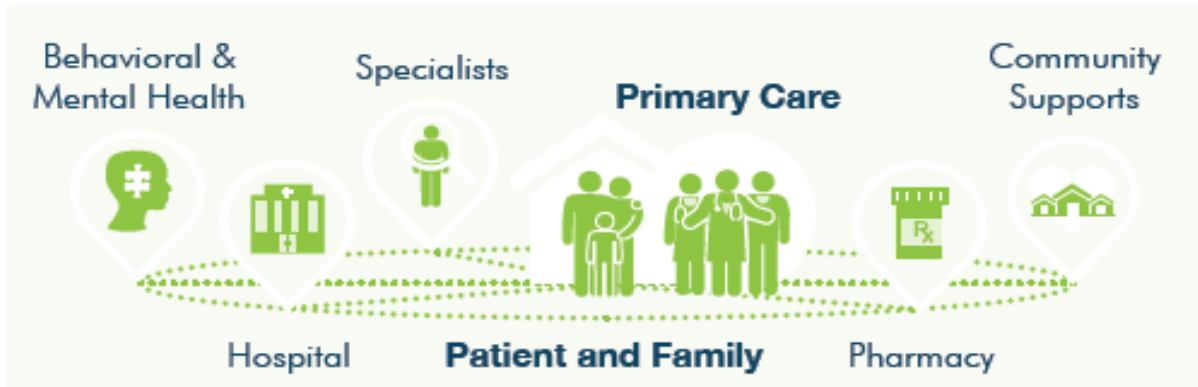 Behavioral &
Mental Health
Specialists
Primary Care
Community
Supports
Rx
Hospital
Patient and Family
Pharmacy